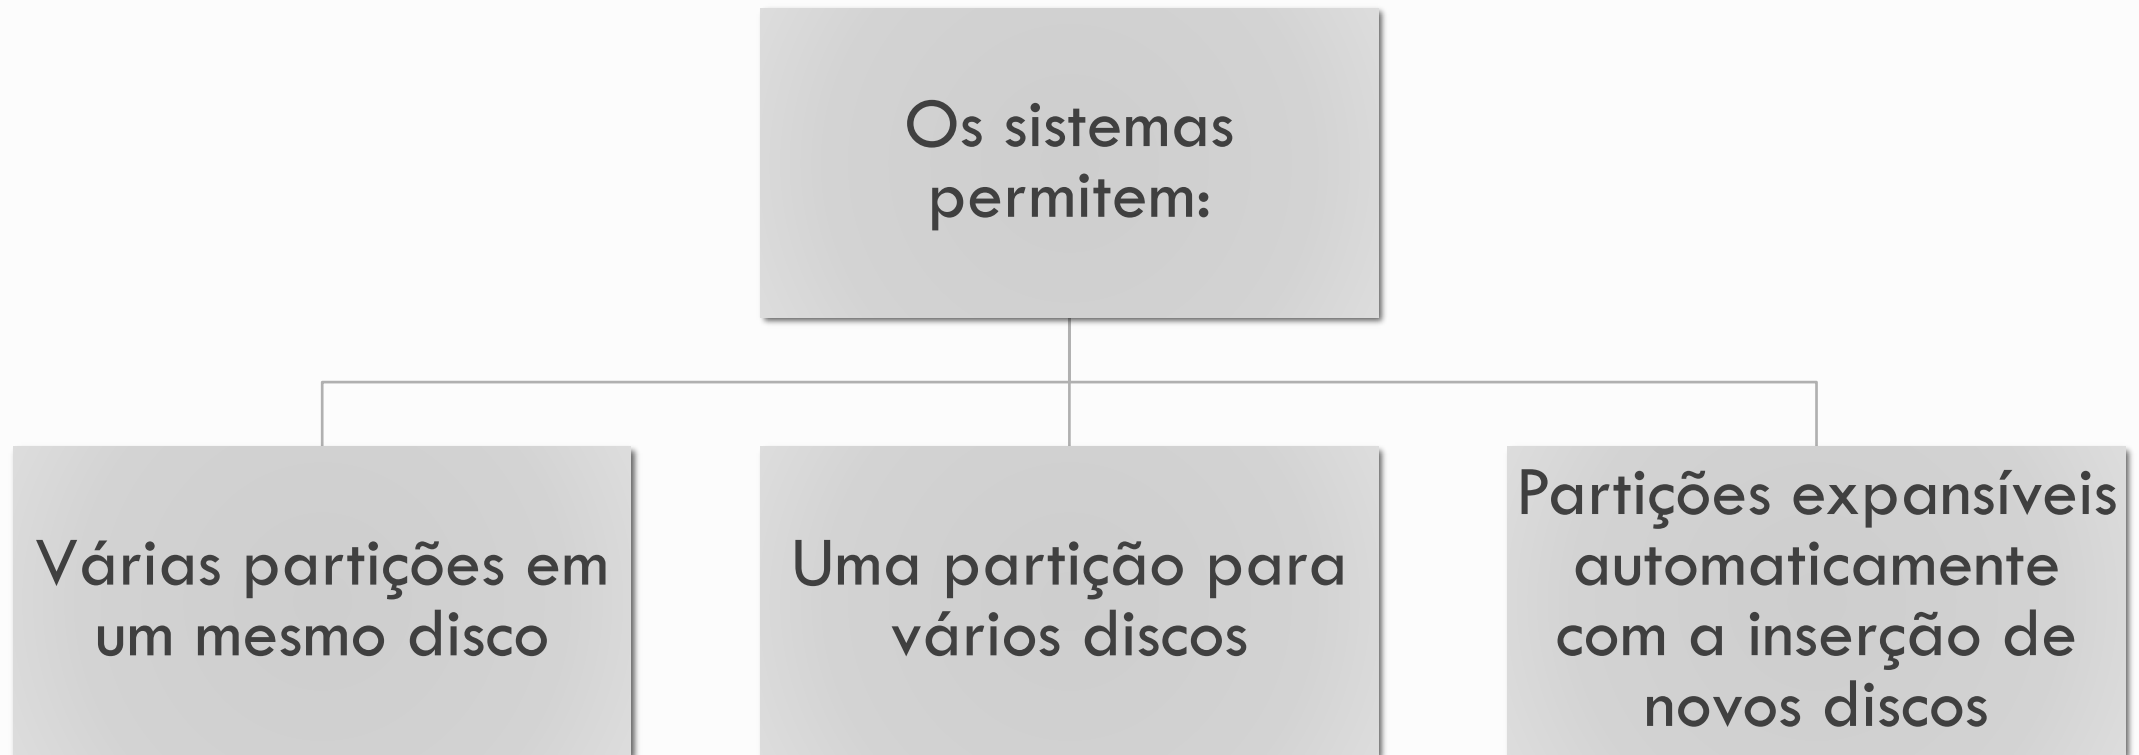 Os sistemas
permitem:
Várias partições em
um mesmo disco
Uma partição para
vários discos
Partições expansíveis
automaticamente
com a inserção de
novos discos